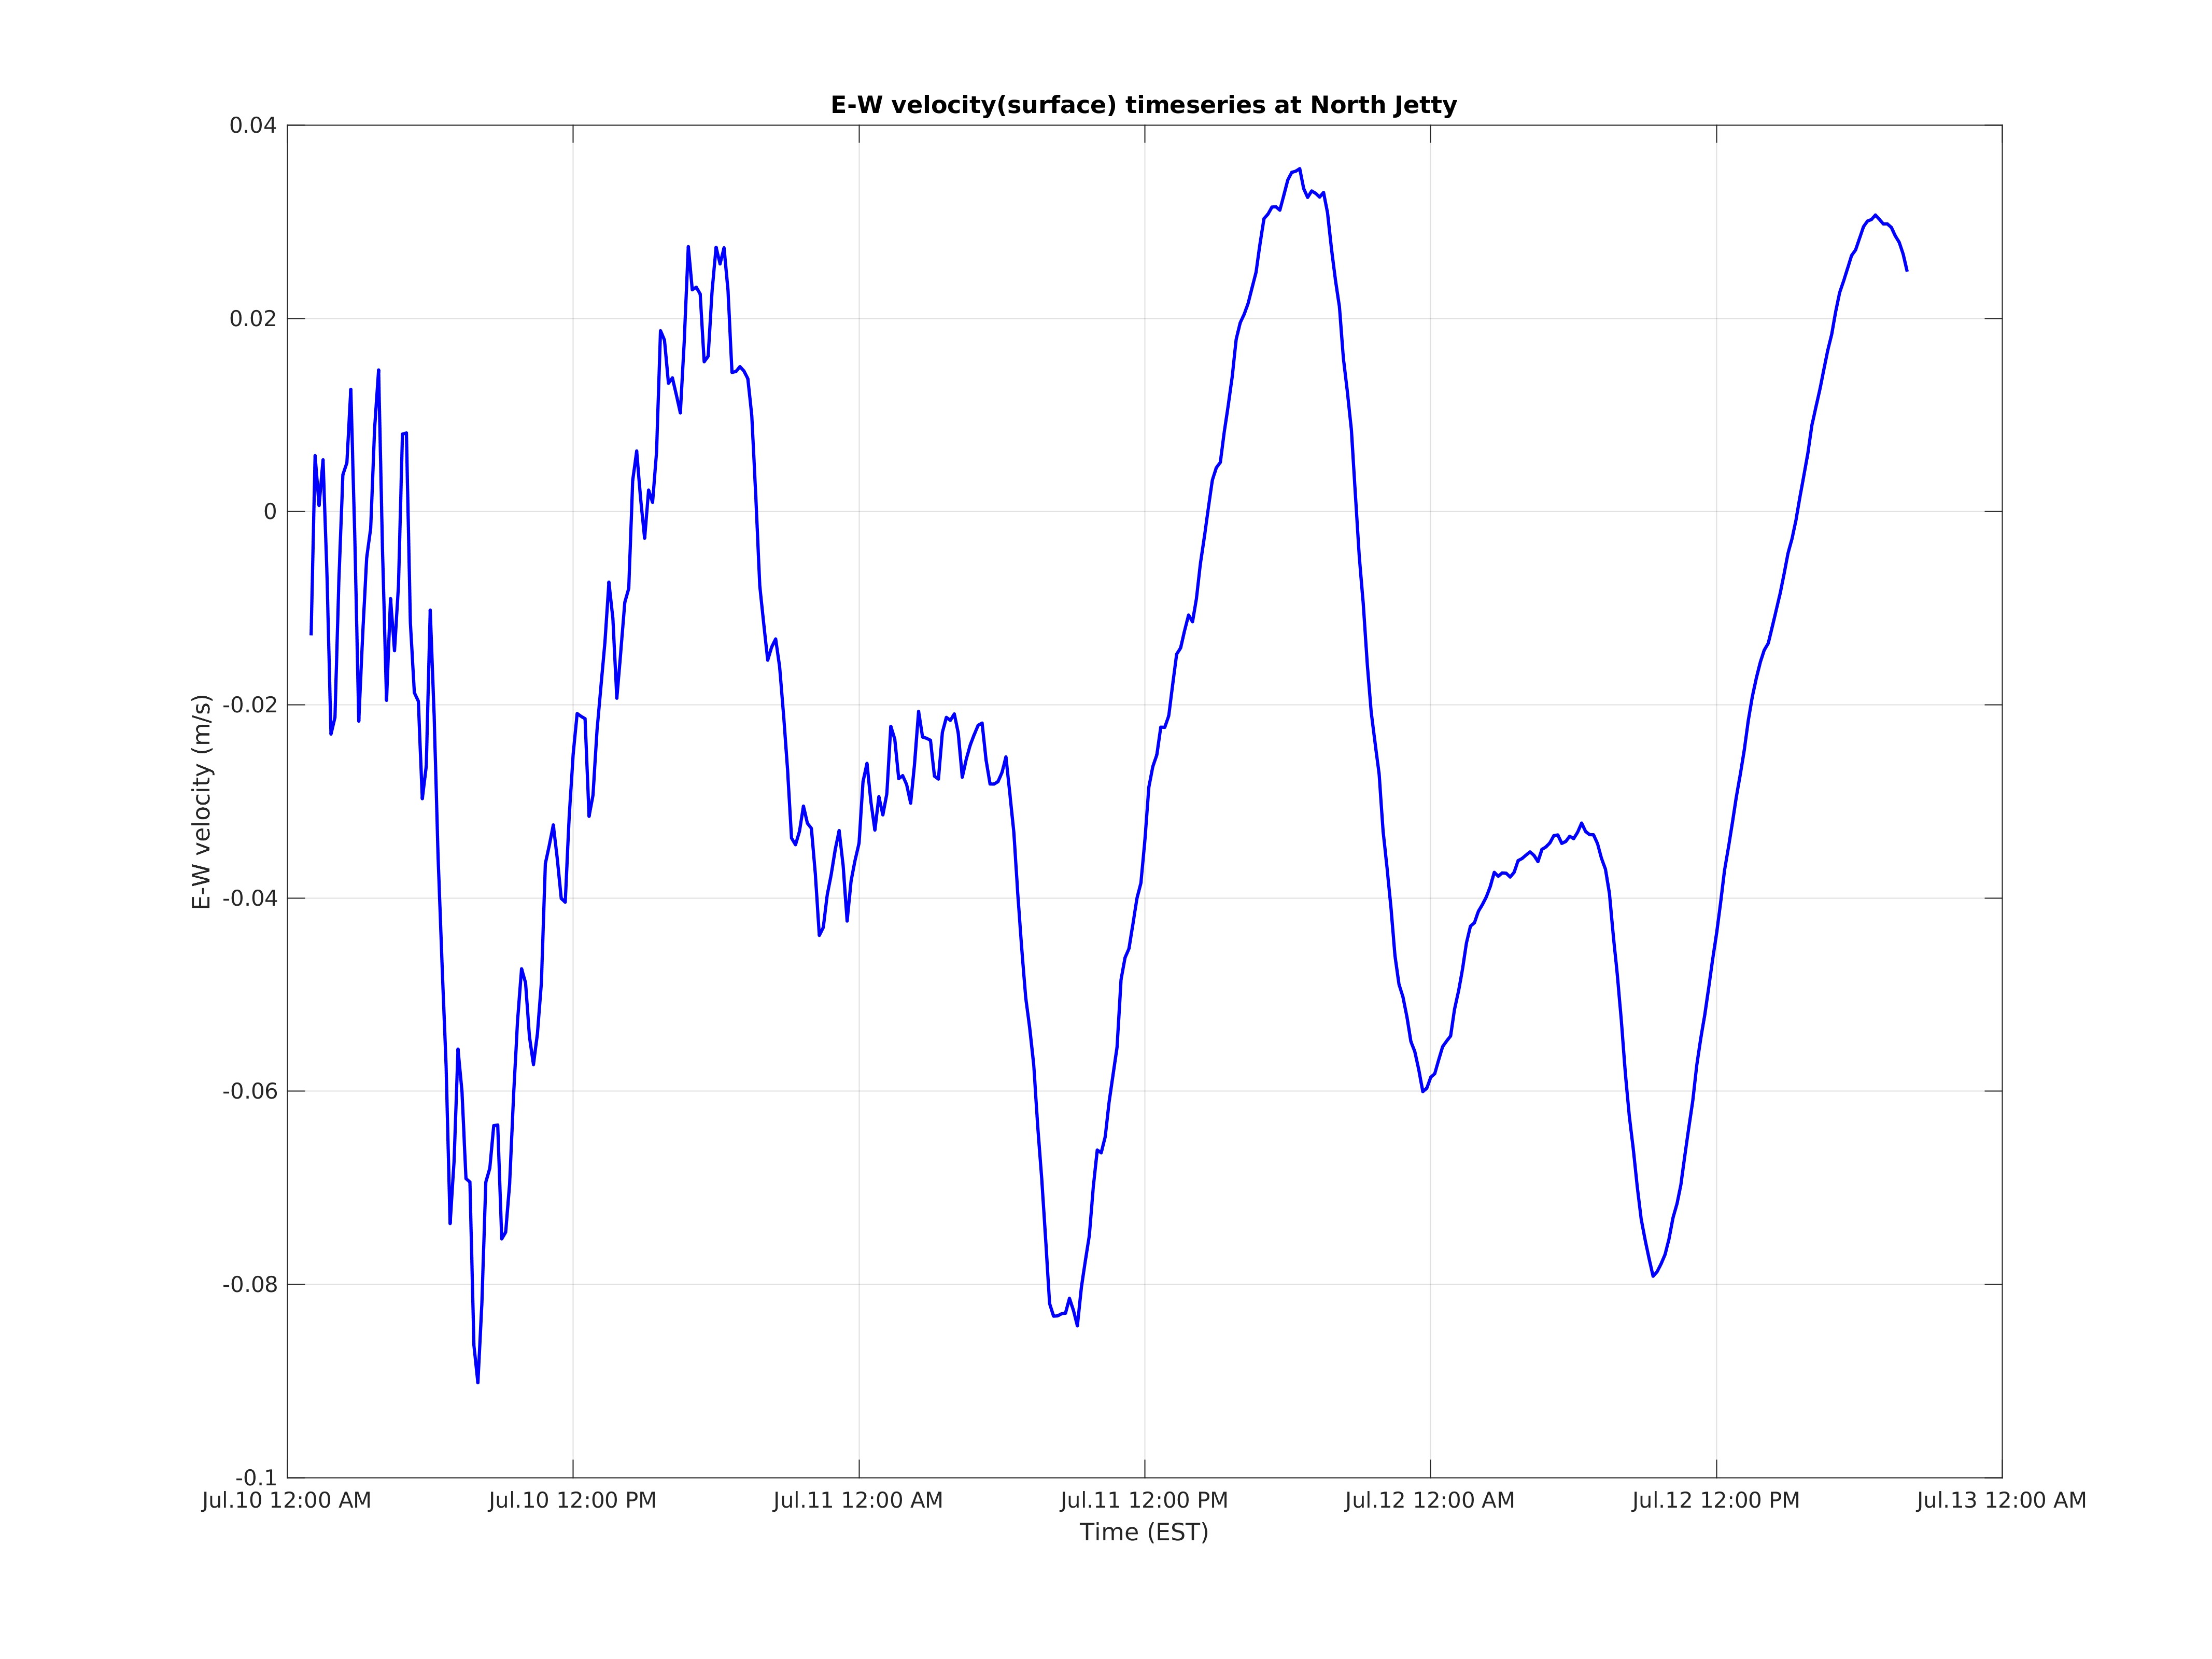 E-W velocity(surface) timeseries at North Jetty
0.04
0.02
0
-0.02
-0.04
-0.06
-0.08
-0.1
E-W velocity (m/s)
Jul.10 12:00 AM Jul.10 12:00 PM Jul.11 12:00 AM Jul.11 12:00 PM Jul.12 12:00 AM Jul.12 12:00 PM Jul.13 12:00 AM
Time (EST)